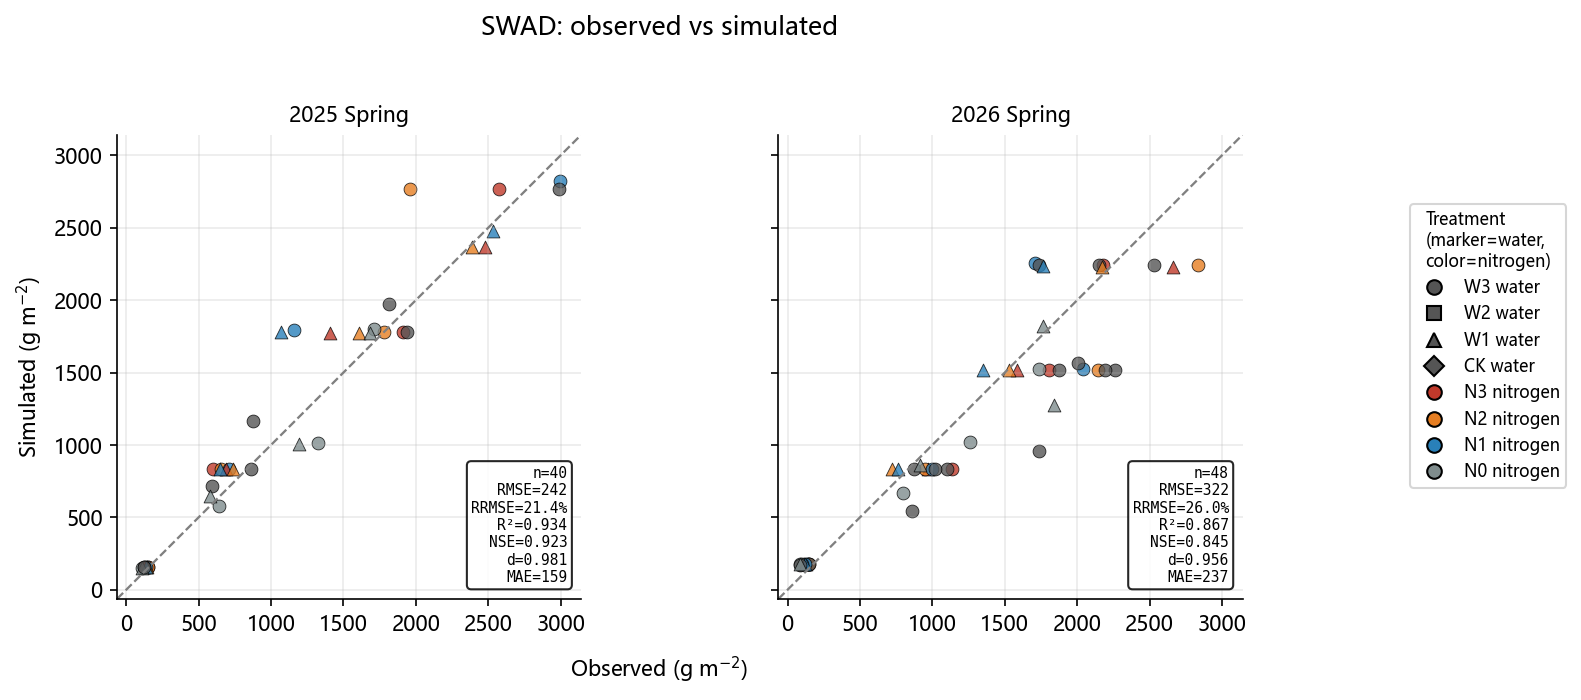 SWAD: observed vs simulated
2025 Spring
2026 Spring
Simulated (g m⁻²)
3000
2500
2000
1500
1000
500
0
n=40
RMSE=242
RRMSE=21.4%
R²=0.934
NSE=0.923
d=0.981
MAE=159
0 500 1000 1500 2000 2500 3000
n=48
RMSE=322
RRMSE=26.0%
R²=0.867
NSE=0.845
d=0.956
MAE=237
0 500 1000 1500 2000 2500 3000
Observed (g m⁻²)
Treatment
(marker=water,
color=nitrogen)
W3 water
W2 water
W1 water
CK water
N3 nitrogen
N2 nitrogen
N1 nitrogen
N0 nitrogen